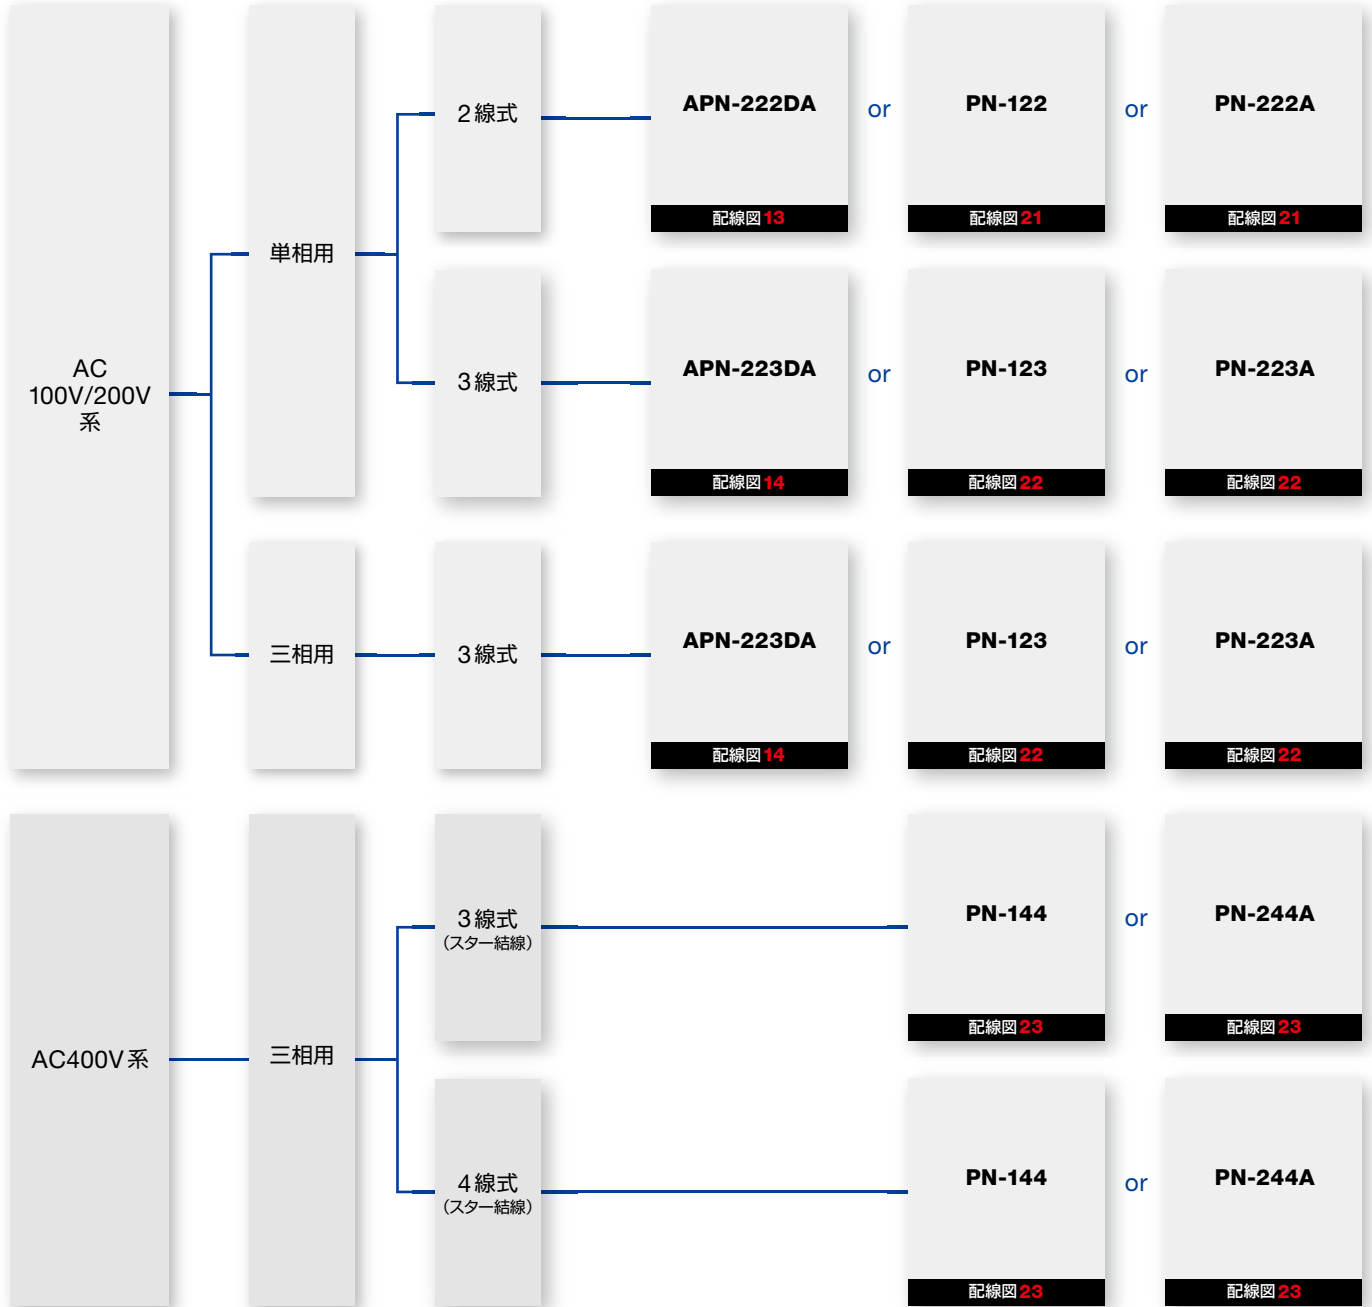 AC
100V/200V
系
単相用
2線式
APN-222DA
配線図13
or
PN-122
配線図21
or
PN-222A
配線図21
3線式
APN-223DA
配線図14
or
PN-123
配線図22
or
PN-223A
配線図22
三相用
3線式
APN-223DA
配線図14
or
PN-123
配線図22
or
PN-223A
配線図22
AC400V系
三相用
3線式
(スター結線)
PN-144
配線図23
or
PN-244A
配線図23
4線式
(スター結線)
PN-144
配線図23
or
PN-244A
配線図23